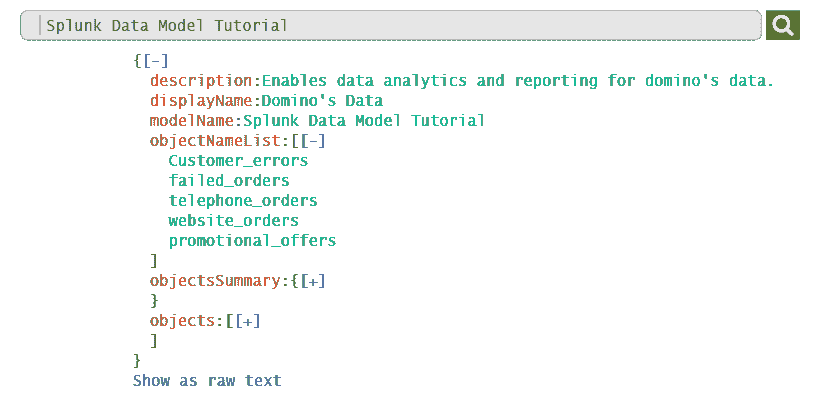 Splunk Data Model Tutorial
{[-]
description:Enables data analytics and reporting for domino's data.
displayName:Domino's Data
modelName:Splunk Data Model Tutorial
objectNameList:[[-]
Customer_errors
failed_orders
telephone_orders
website_orders
promotional_offers
]
objectsSummary:{[+]
}
objects:[[+]
]
}
Show as raw text